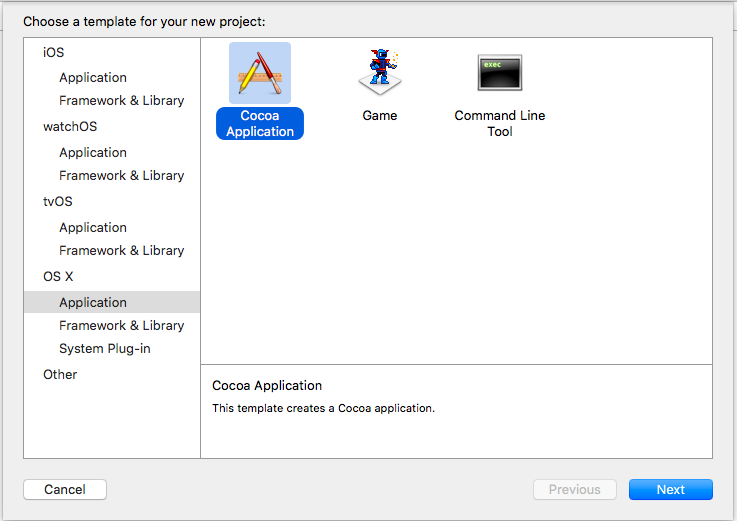 Choose a template for your new project:
iOS
Application
Framework & Library
watchOS
Application
Framework & Library
tvOS
Application
Framework & Library
OS X
Application
Framework & Library
System Plug-in
Other
Cocoa
Application
Game
exec
Command Line
Tool
Cocoa Application
This template creates a Cocoa application.
Cancel
Previous
Next